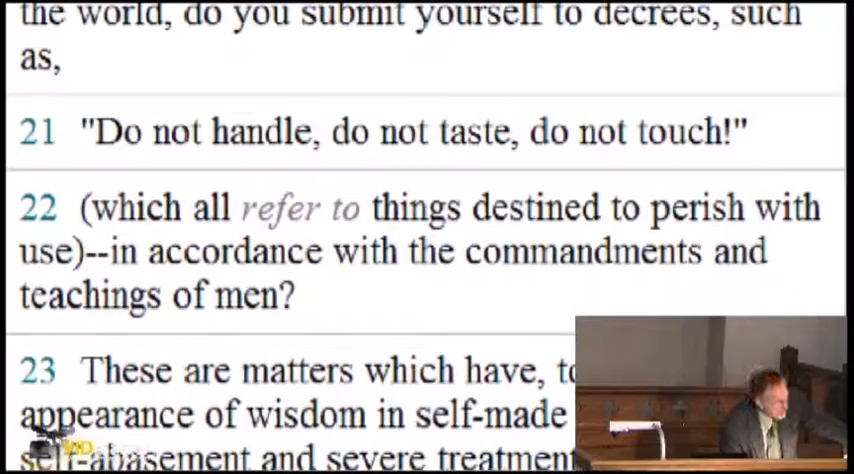 the world, do you submit yourself to decrees, such
as,
21 "Do not handle, do not taste, do not touch!"
22 (which all refer to things destined to perish with
use)--in accordance with the commandments and
teachings of men?
23 These are matters which have,
appearance of wisdom in self-made
self-abasement and severe treatment
VID